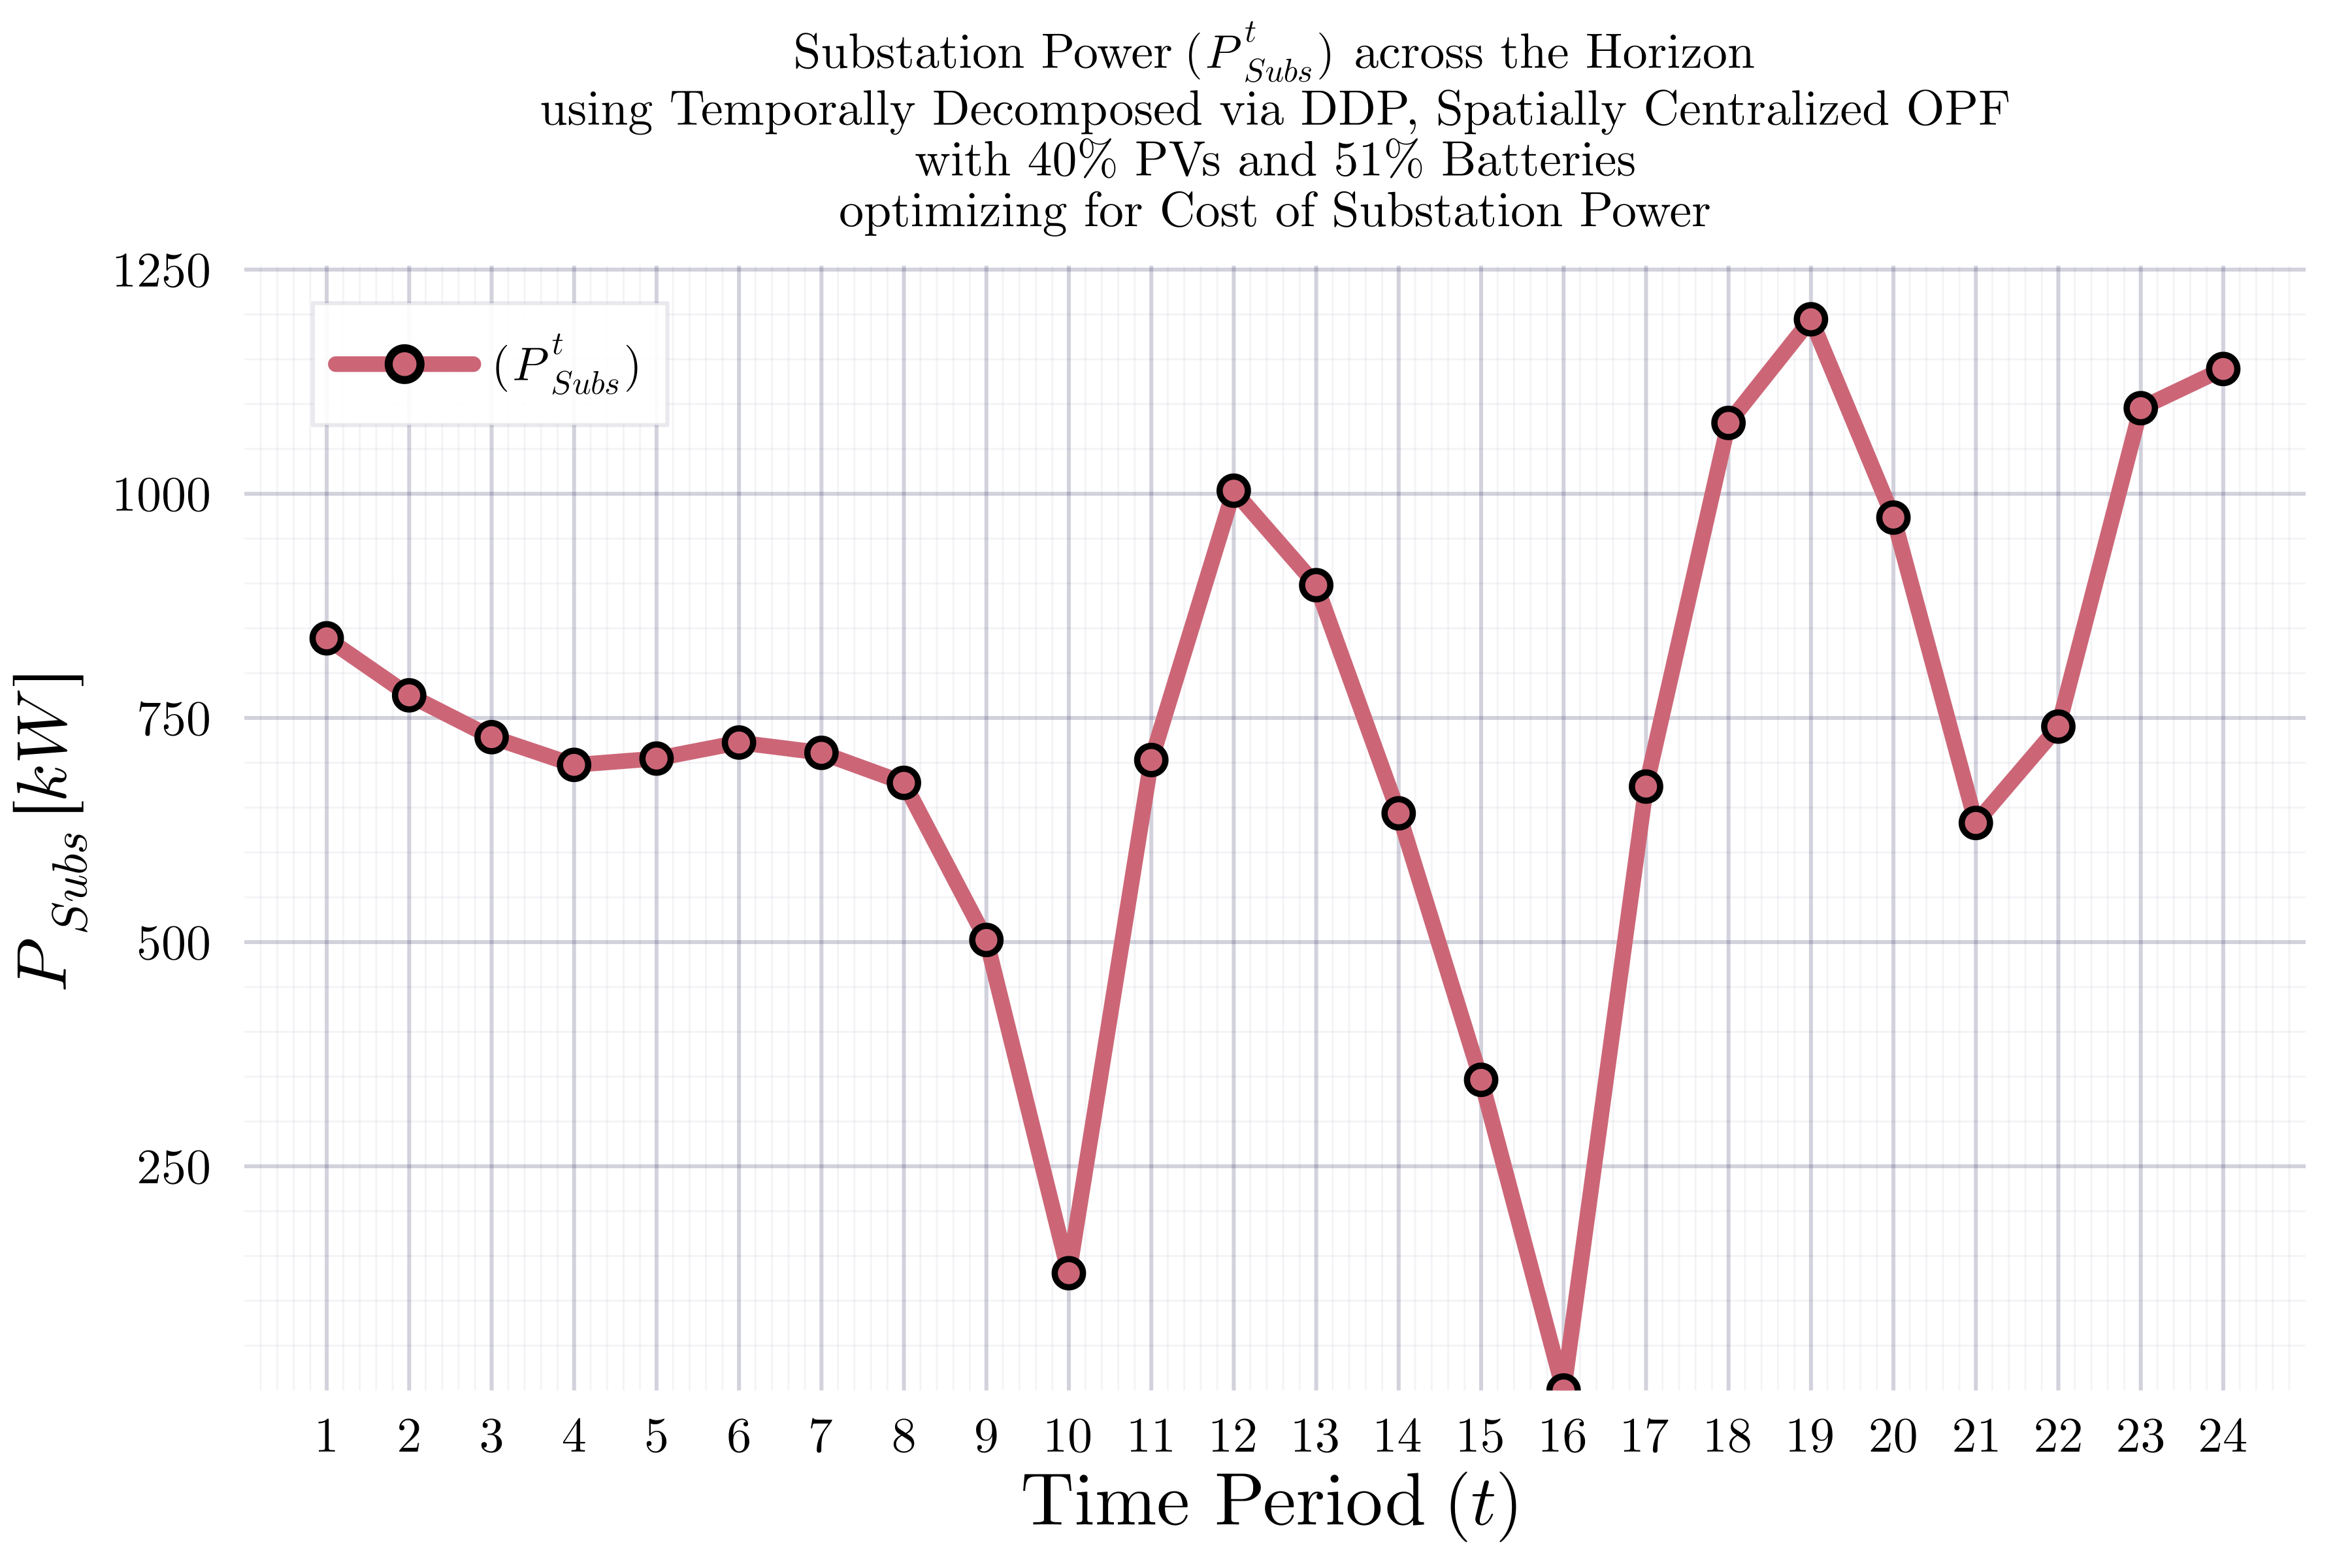 Substation Power (P^t_Subs) across the Horizon
using Temporally Decomposed via DDP, Spatially Centralized OPF
with 40% PVs and 51% Batteries
optimizing for Cost of Substation Power
(P^t_Subs)
1250
1000
750
500
250
P_Subs [kW]
1 2 3 4 5 6 7 8 9 10 11 12 13 14 15 16 17 18 19 20 21 22 23 24
Time Period (t)